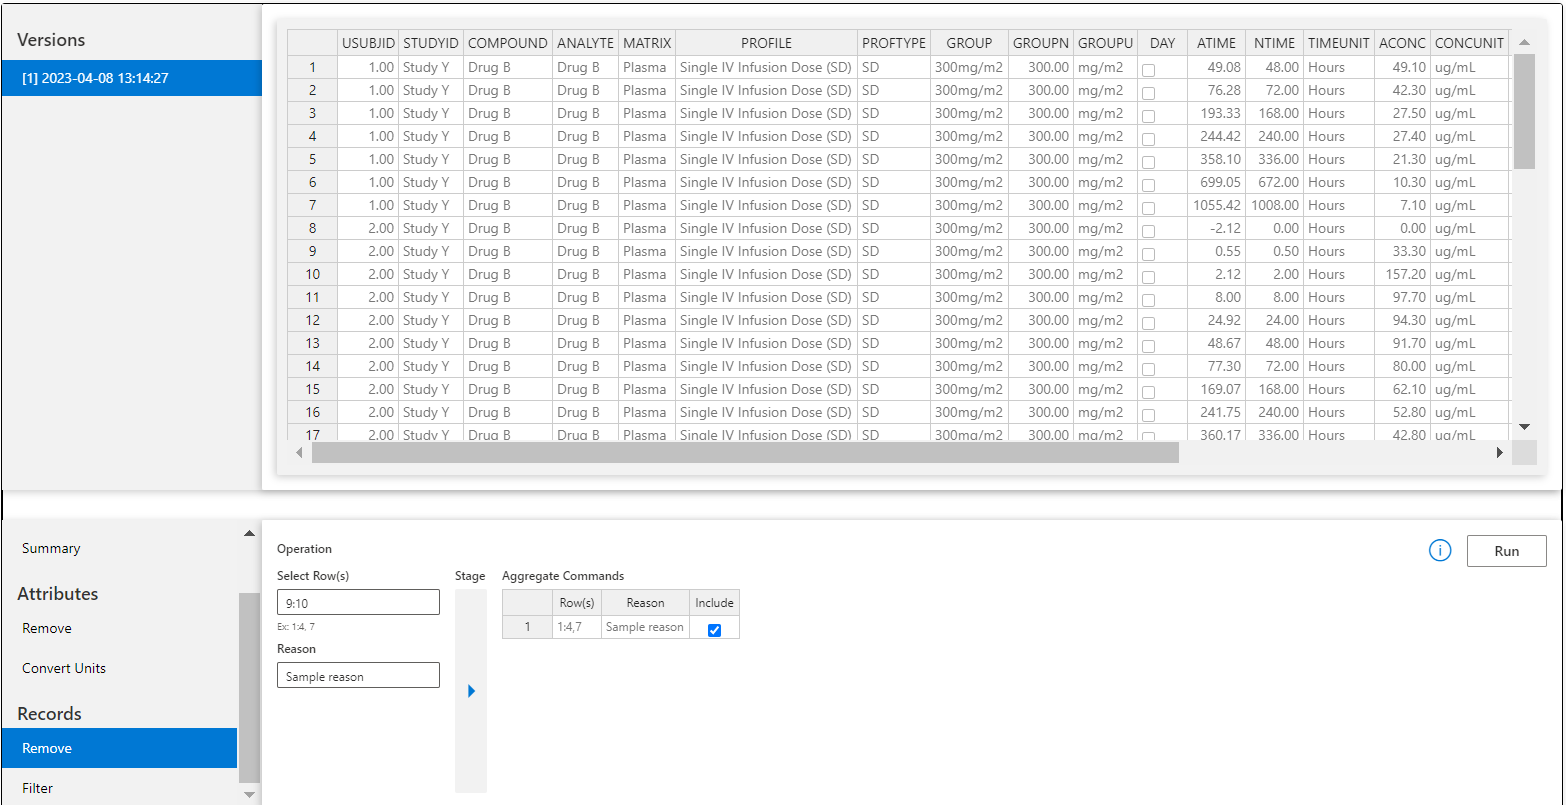 Versions
[1] 2023-04-08 13:14:27
USUBJID STUDYID COMPOUND ANALYTE MATRIX PROFILE PROFTYPE GROUP GROUPN GROUPU DAY ATIME NTIME TIMEUNIT ACONC CONCUNIT
1 1.00 Study Y Drug B Drug B Plasma Single IV Infusion Dose (SD) SD 300mg/m2 300.00 mg/m2 49.08 48.00 Hours 49.10 ug/mL
2 1.00 Study Y Drug B Drug B Plasma Single IV Infusion Dose (SD) SD 300mg/m2 300.00 mg/m2 76.28 72.00 Hours 42.30 ug/mL
3 1.00 Study Y Drug B Drug B Plasma Single IV Infusion Dose (SD) SD 300mg/m2 300.00 mg/m2 193.33 168.00 Hours 27.50 ug/mL
4 1.00 Study Y Drug B Drug B Plasma Single IV Infusion Dose (SD) SD 300mg/m2 300.00 mg/m2 244.42 240.00 Hours 27.40 ug/mL
5 1.00 Study Y Drug B Drug B Plasma Single IV Infusion Dose (SD) SD 300mg/m2 300.00 mg/m2 358.10 336.00 Hours 21.30 ug/mL
6 1.00 Study Y Drug B Drug B Plasma Single IV Infusion Dose (SD) SD 300mg/m2 300.00 mg/m2 699.05 672.00 Hours 10.30 ug/mL
7 1.00 Study Y Drug B Drug B Plasma Single IV Infusion Dose (SD) SD 300mg/m2 300.00 mg/m2 1055.42 1008.00 Hours 7.10 ug/mL
8 2.00 Study Y Drug B Drug B Plasma Single IV Infusion Dose (SD) SD 300mg/m2 300.00 mg/m2 -2.12 0.00 Hours 0.00 ug/mL
9 2.00 Study Y Drug B Drug B Plasma Single IV Infusion Dose (SD) SD 300mg/m2 300.00 mg/m2 0.55 0.50 Hours 33.30 ug/mL
10 2.00 Study Y Drug B Drug B Plasma Single IV Infusion Dose (SD) SD 300mg/m2 300.00 mg/m2 2.12 2.00 Hours 157.20 ug/mL
11 2.00 Study Y Drug B Drug B Plasma Single IV Infusion Dose (SD) SD 300mg/m2 300.00 mg/m2 8.00 8.00 Hours 97.70 ug/mL
12 2.00 Study Y Drug B Drug B Plasma Single IV Infusion Dose (SD) SD 300mg/m2 300.00 mg/m2 24.92 24.00 Hours 94.30 ug/mL
13 2.00 Study Y Drug B Drug B Plasma Single IV Infusion Dose (SD) SD 300mg/m2 300.00 mg/m2 48.67 48.00 Hours 91.70 ug/mL
14 2.00 Study Y Drug B Drug B Plasma Single IV Infusion Dose (SD) SD 300mg/m2 300.00 mg/m2 77.30 72.00 Hours 80.00 ug/mL
15 2.00 Study Y Drug B Drug B Plasma Single IV Infusion Dose (SD) SD 300mg/m2 300.00 mg/m2 169.07 168.00 Hours 62.10 ug/mL
16 2.00 Study Y Drug B Drug B Plasma Single IV Infusion Dose (SD) SD 300mg/m2 300.00 mg/m2 241.75 240.00 Hours 52.80 ug/mL
17 2.00 Study Y Drug B Drug B Plasma Single IV Infusion Dose (SD) SD 300mg/m2 300.00 mg/m2 360.17 336.00 Hours 42.80 ug/mL
Summary
Attributes
Remove
Convert Units
Records
Remove
Filter
Operation
Run
Select Row(s)
9:10
Ex: 1:4, 7
Reason
Sample reason
Stage
Aggregate Commands
Row(s) Reason Include
1 1:4,7 Sample reason